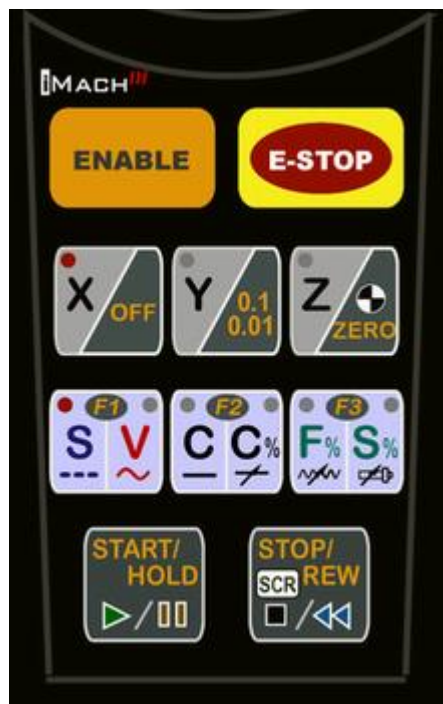 iMACH III
ENABLE
E-STOP
X
OFF
Y
0.1
0.01
Z
ZERO
F1
S V
F2
C C%
F3
F% S%
START/
HOLD
STOP/
SCR REW